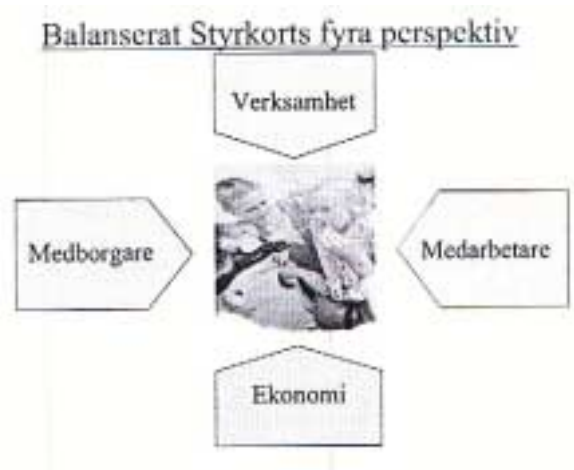 Balanserat Styrkorts fyra perspektiv
Verksamhet
Medborgare
Medarbetare
Ekonomi